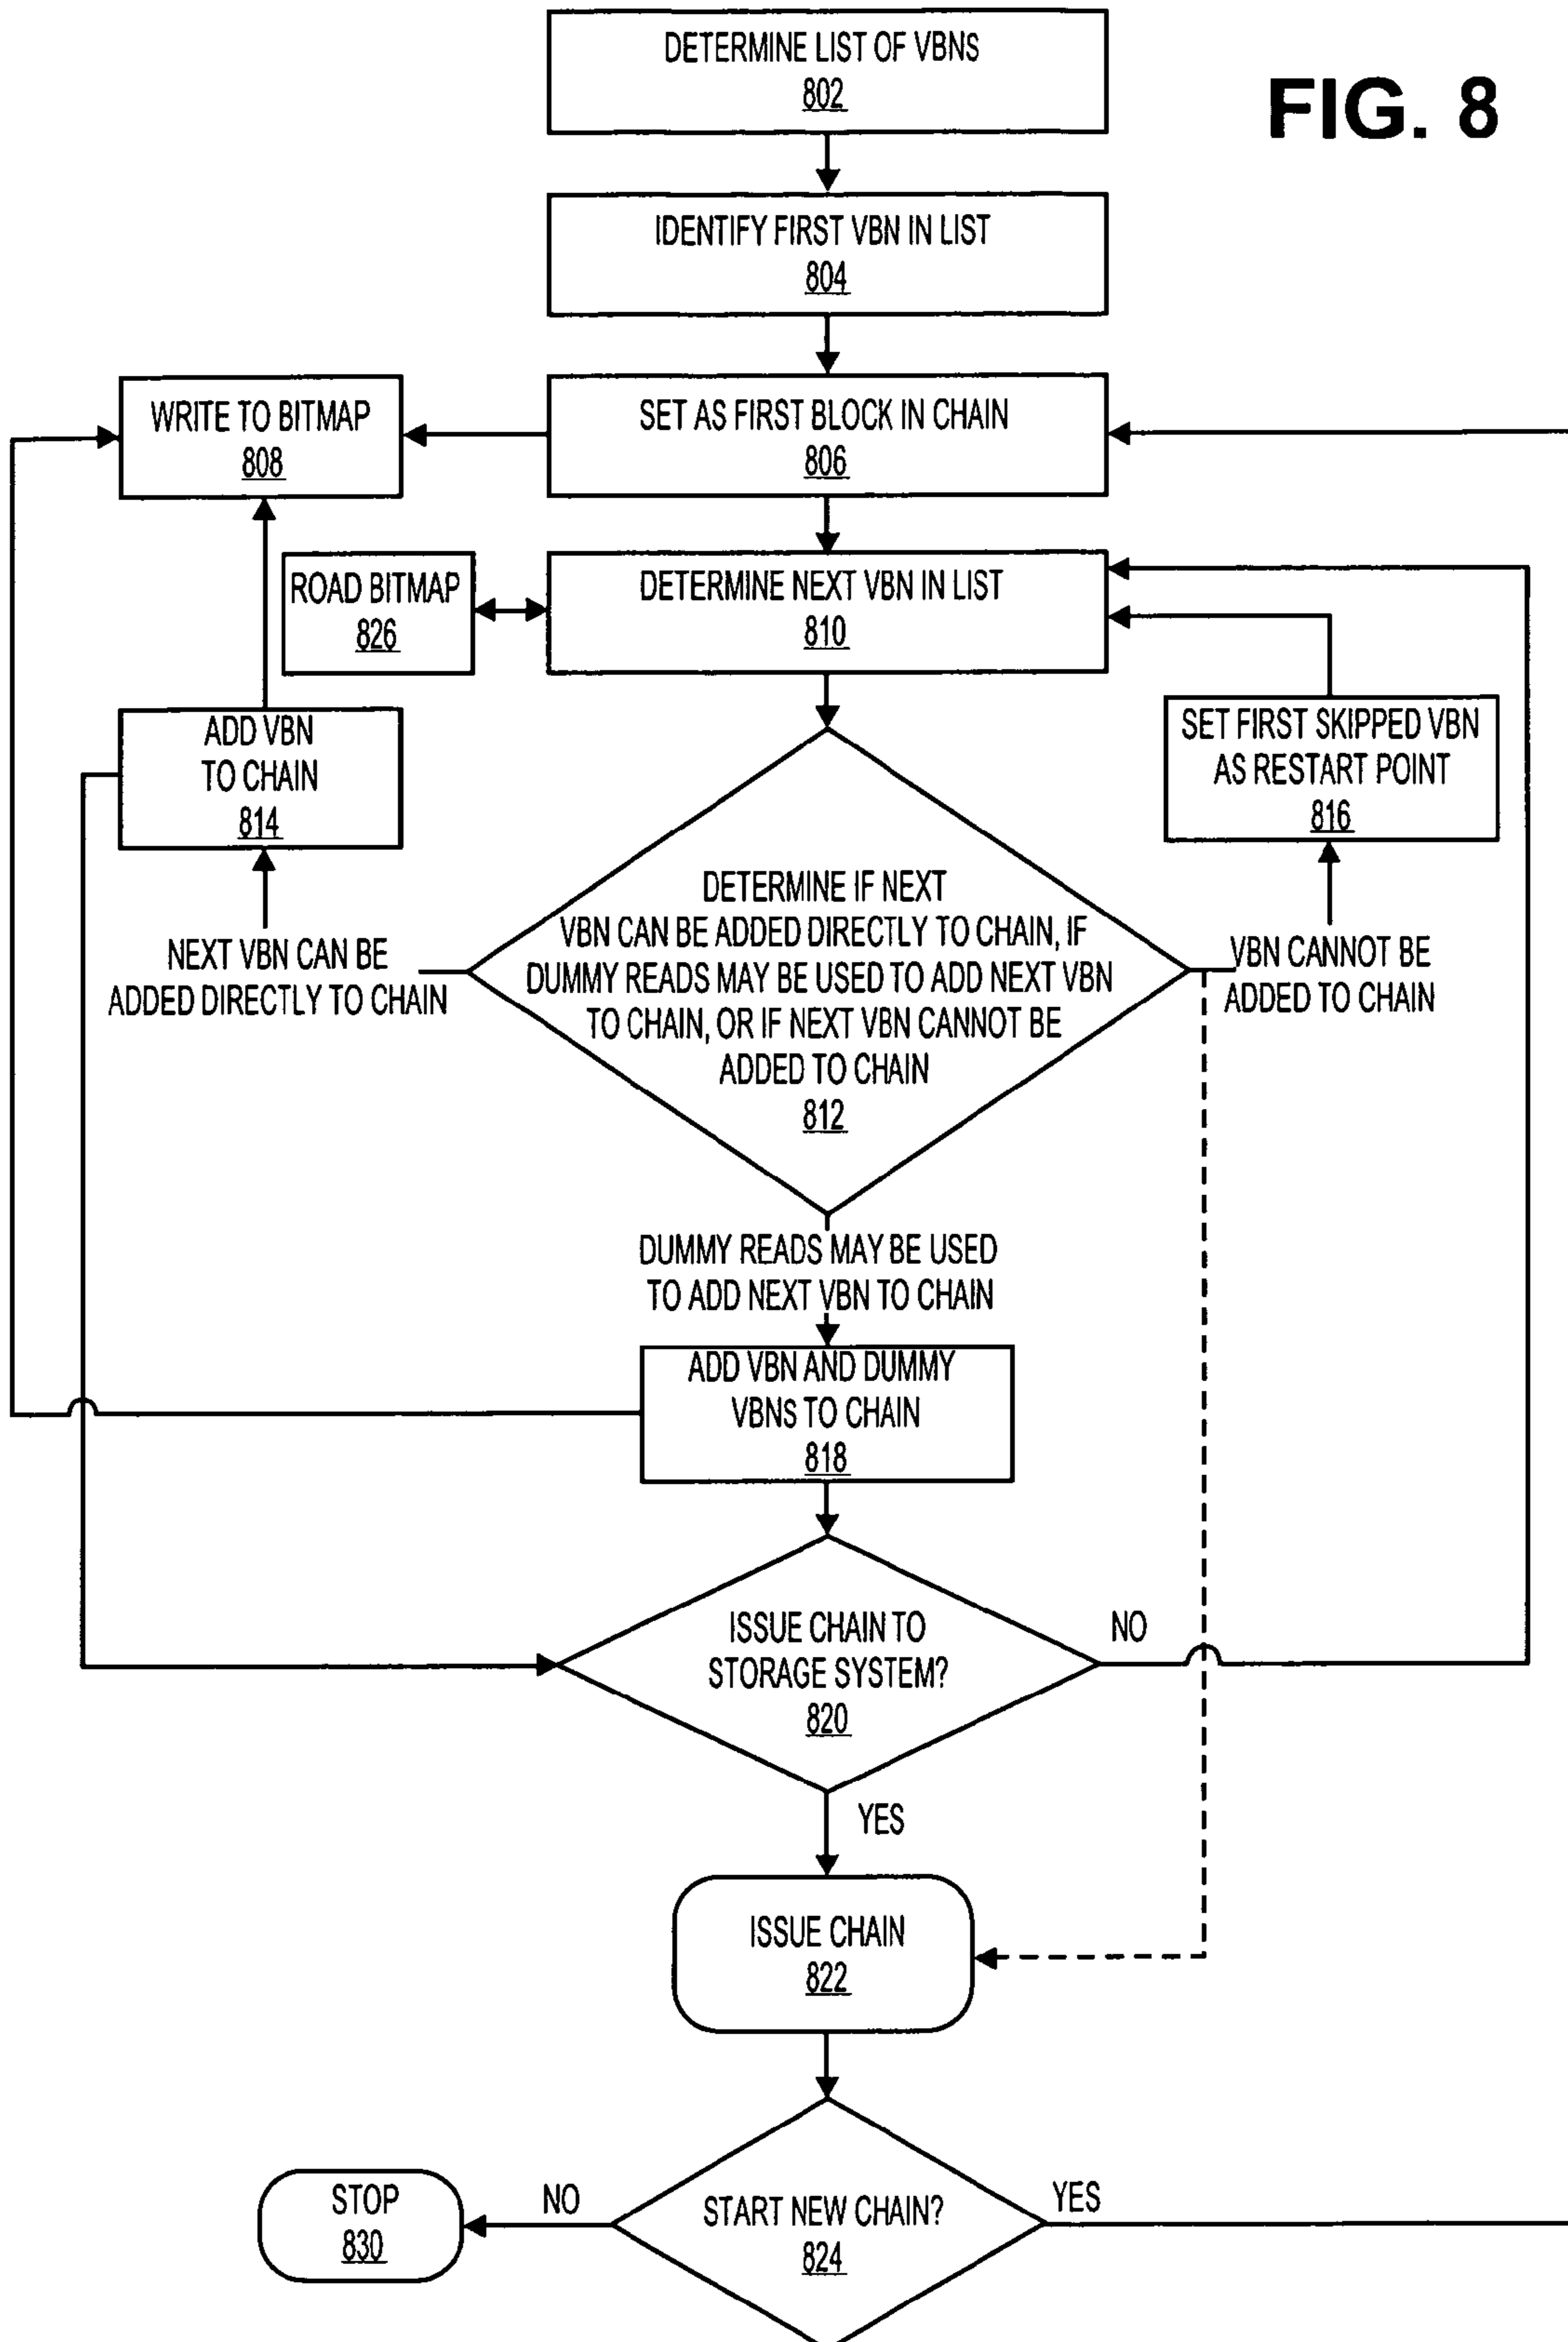 DETERMINE LIST OF VBNS
802
FIG. 8
IDENTIFY FIRST VBN IN LIST
804
WRITE TO BITMAP
808
SET AS FIRST BLOCK IN CHAIN
806
ROAD BITMAP
826
DETERMINE NEXT VBN IN LIST
810
ADD VBN
TO CHAIN
814
SET FIRST SKIPPED VBN
AS RESTART POINT
816
NEXT VBN CAN BE
ADDED DIRECTLY TO CHAIN
DETERMINE IF NEXT
VBN CAN BE ADDED DIRECTLY TO CHAIN, IF
DUMMY READS MAY BE USED TO ADD NEXT VBN
TO CHAIN, OR IF NEXT VBN CANNOT BE
ADDED TO CHAIN
812
VBN CANNOT BE
ADDED TO CHAIN
DUMMY READS MAY BE USED
TO ADD NEXT VBN TO CHAIN
ADD VBN AND DUMMY
VBNS TO CHAIN
818
ISSUE CHAIN TO
STORAGE SYSTEM?
820
NO
YES
ISSUE CHAIN
822
STOP
830
NO
START NEW CHAIN?
824
YES